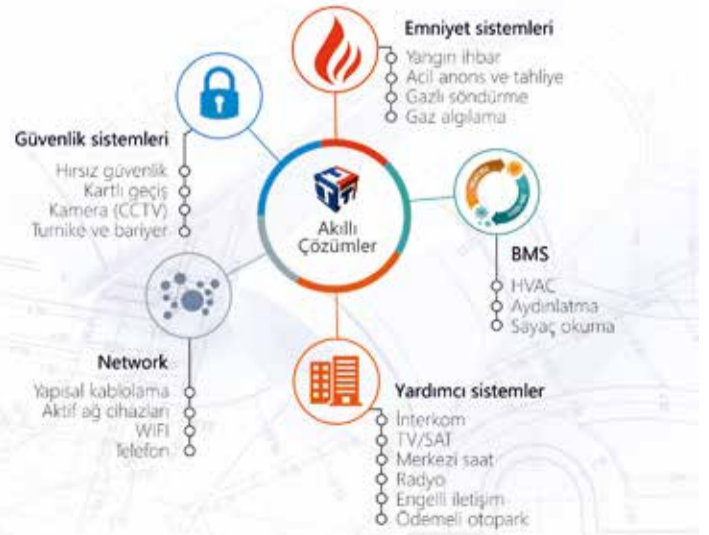 Emniyet sistemleri
Yangın ihbar
Acil anons ve tahliye
Gazlı söndürme
Gaz algılama
Güvenlik sistemleri
Hırsız güvenlik
Kartlı geçiş
Kamera (CCTV)
Turnike ve bariyer
Akıllı
Çözümler
BMS
HVAC
Aydınlatma
Sayaç okuma
Network
Yapısal kablolama
Aktif ağ cihazları
WIFI
Telefon
Yardımcı sistemler
İnterkom
TV/SAT
Merkezi saat
Radyo
Engelli iletişim
Ödemeli otopark